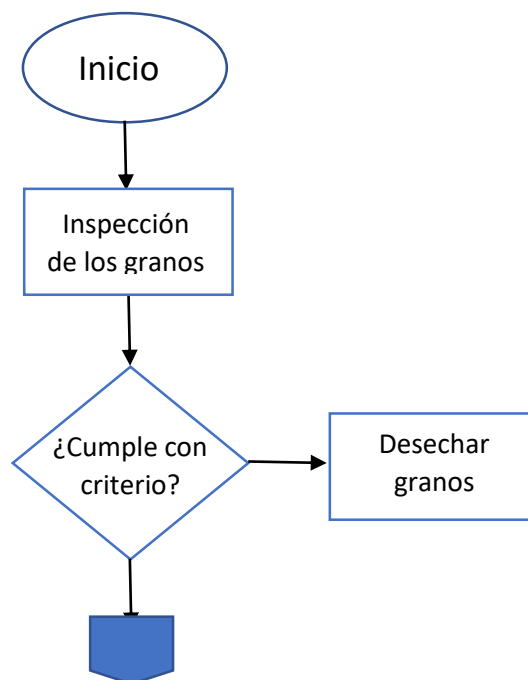 Inicio
Inspección
de los granos
¿Cumple con
criterio?
Desechar
granos